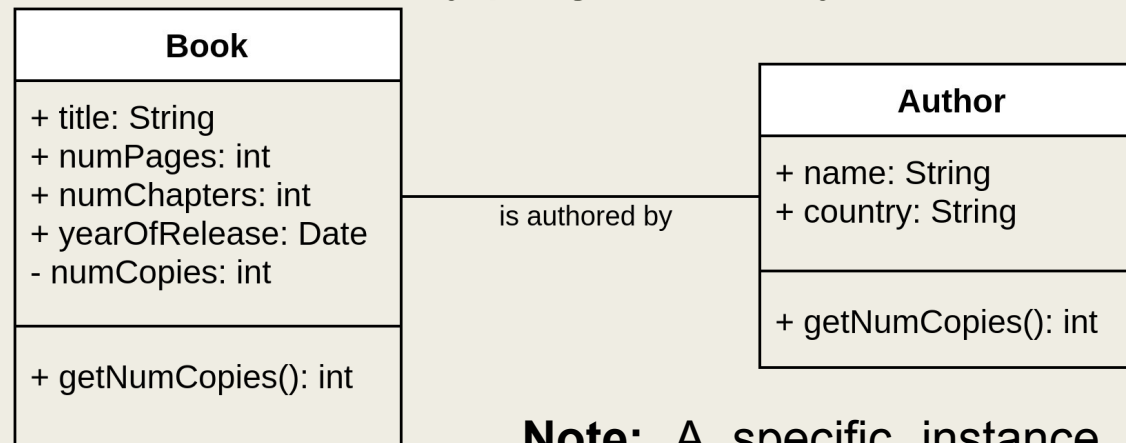 Book
+ title: String
+ numPages: int
+ numChapters: int
+ yearOfRelease: Date
- numCopies: int
+ getNumCopies(): int
is authored by
Author
+ name: String
+ country: String
+ getNumCopies(): int
Note: A specific instance